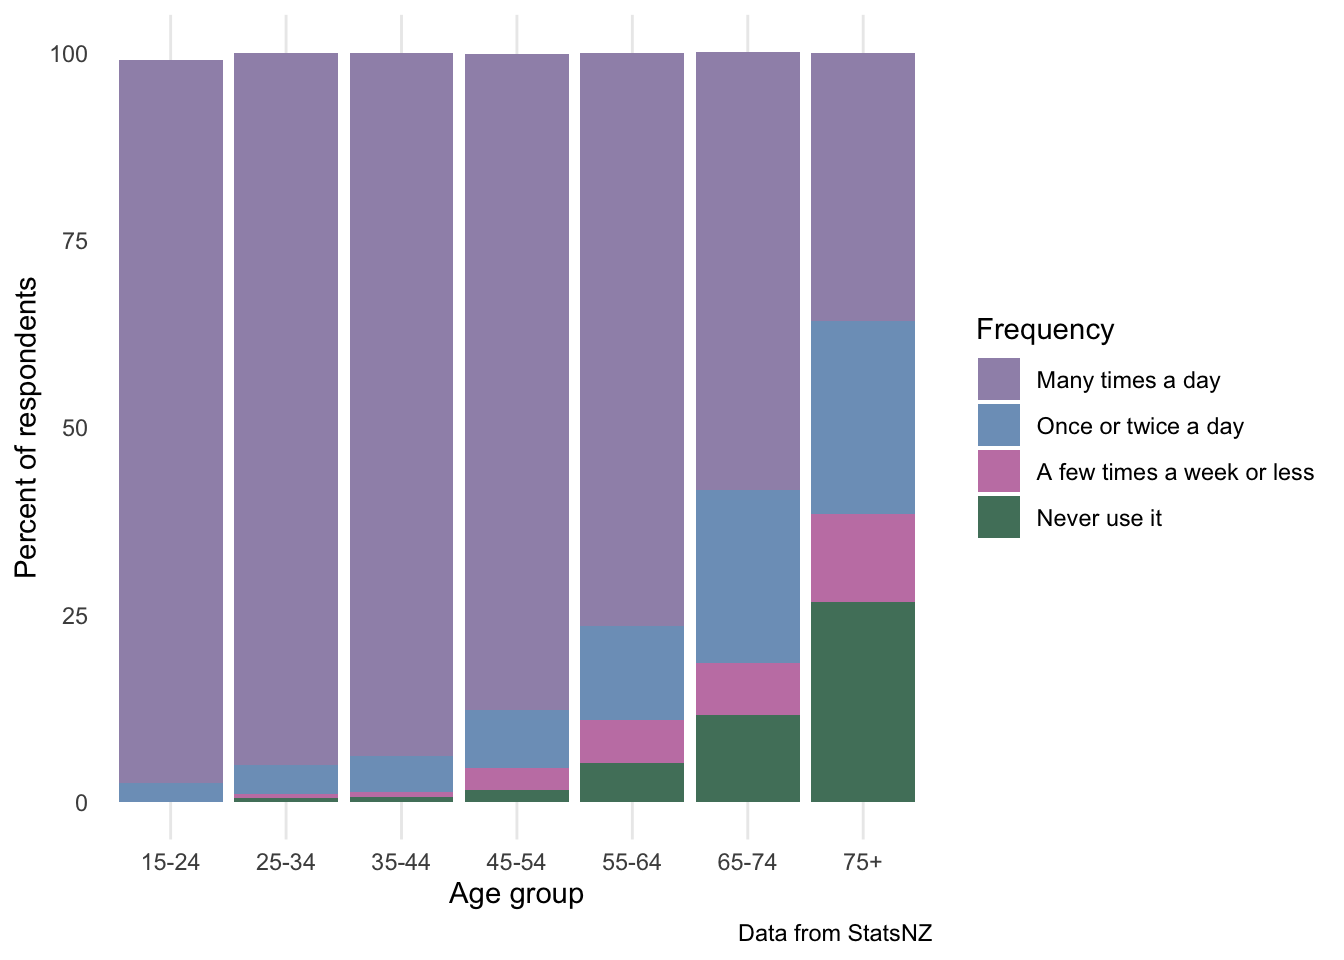 100
75
50
25
0
Percent of respondents
15-24 25-34 35-44 45-54 55-64 65-74 75+
Age group
Frequency
Many times a day
Once or twice a day
A few times a week or less
Never use it
Data from StatsNZ